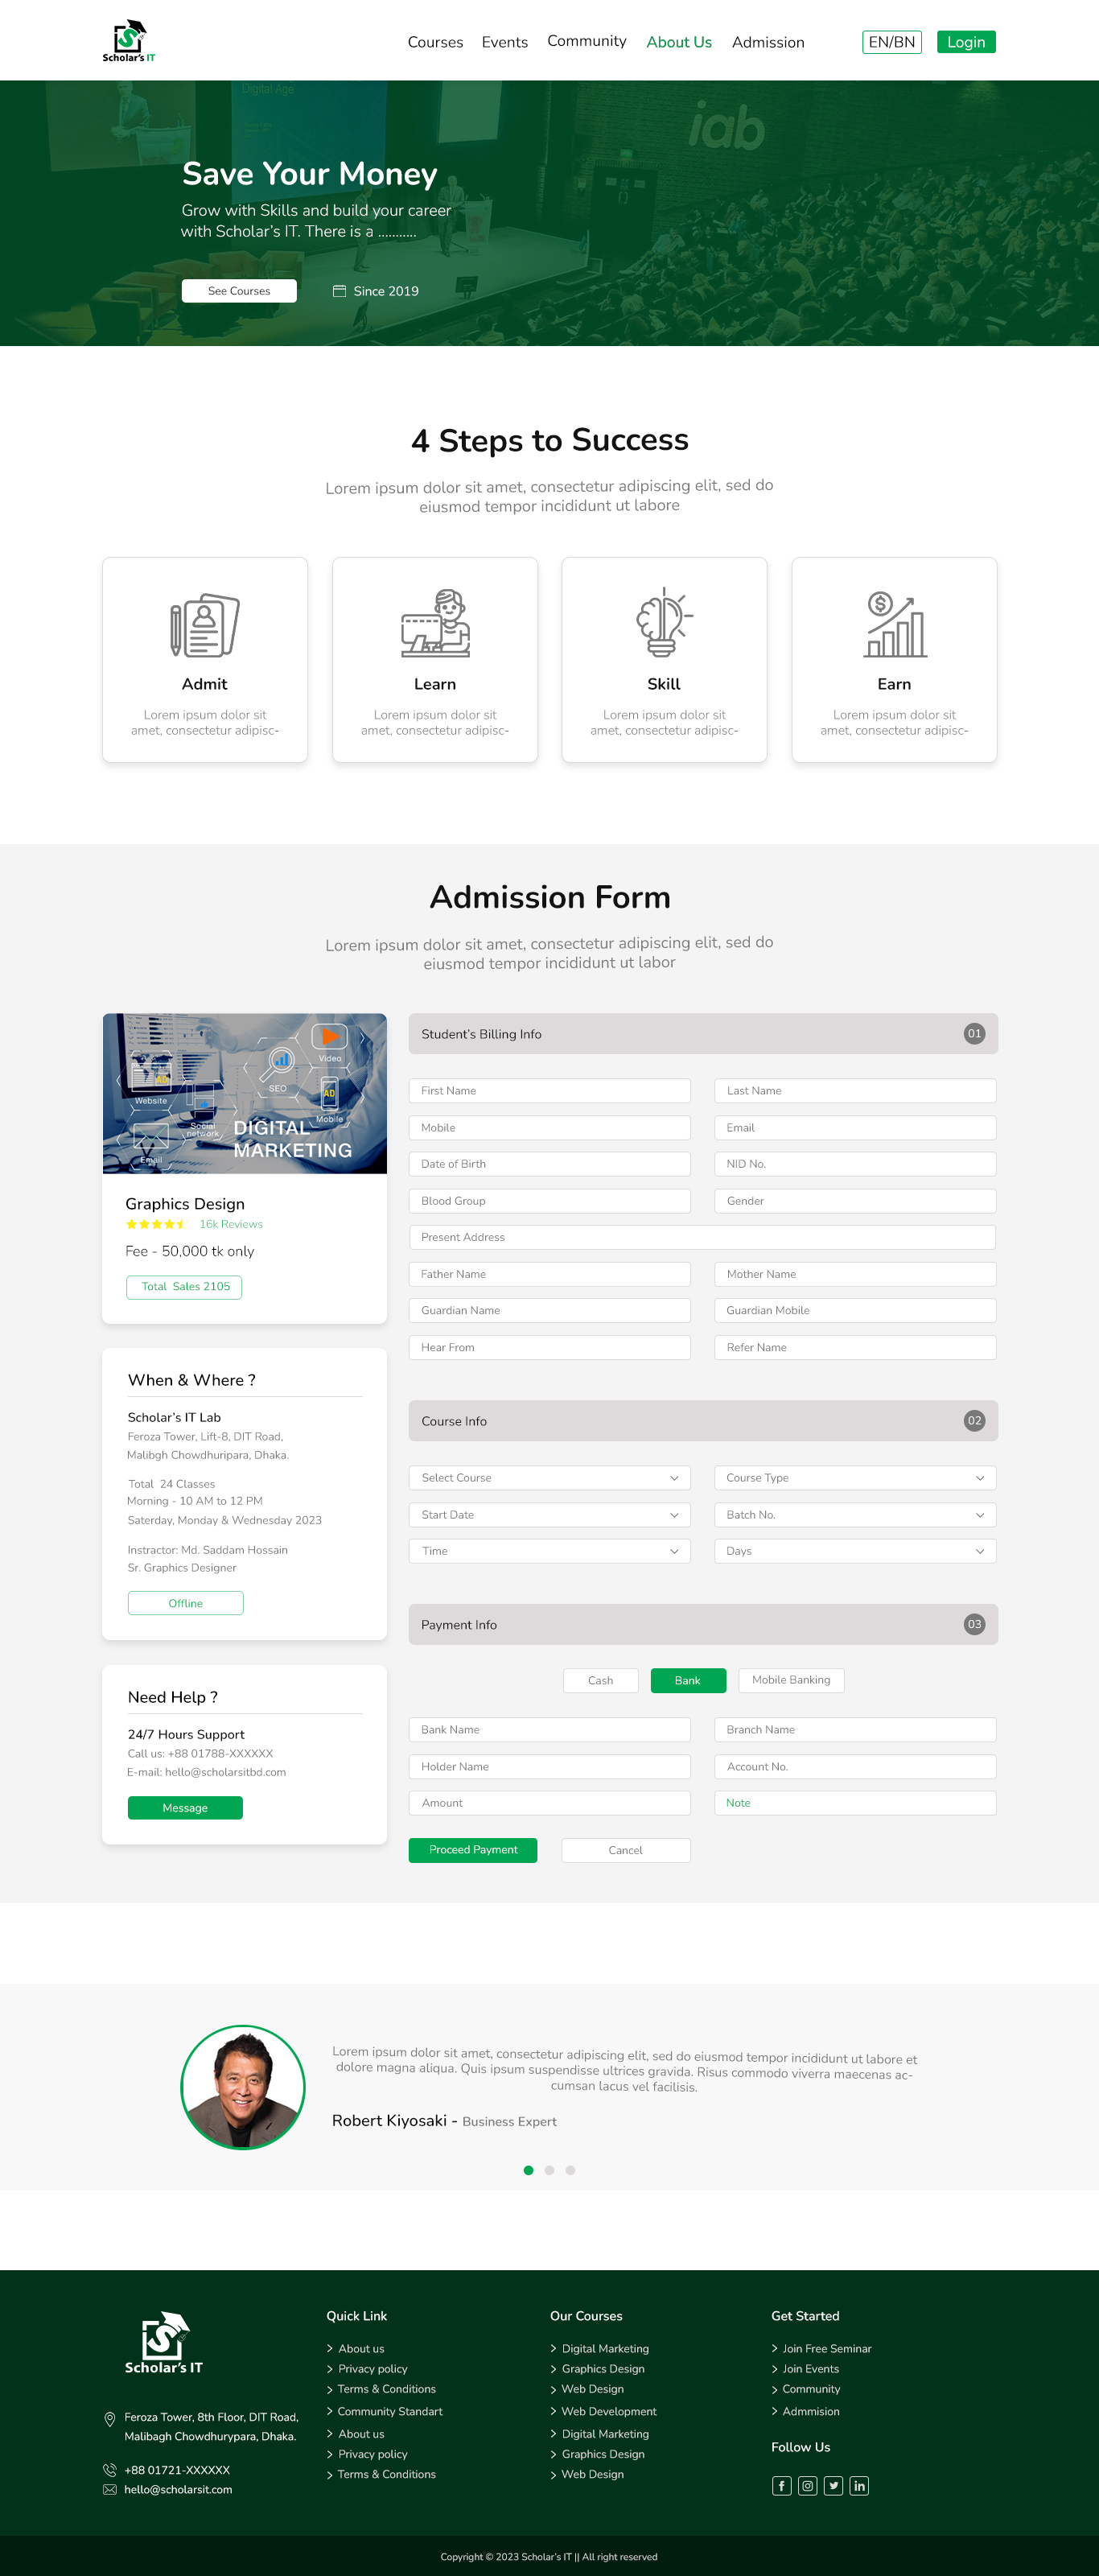 Scholar's IT
Courses
Events
Community
About Us
Admission
EN/BN
Login
Digital Age
iab
Save Your Money
Grow with Skills and build your career
with Scholar's IT. There is a ...........
See Courses
Since 2019
4 Steps to Success
Lorem ipsum dolor sit amet, consectetur adipiscing elit, sed do
eiusmod tempor incididunt ut labore
Admit
Lorem ipsum dolor sit
amet, consectetur adipisc-
Learn
Lorem ipsum dolor sit
amet, consectetur adipisc-
Skill
Lorem ipsum dolor sit
amet, consectetur adipisc-
Earn
Lorem ipsum dolor sit
amet, consectetur adipisc-
Admission Form
Lorem ipsum dolor sit amet, consectetur adipiscing elit, sed do
eiusmod tempor incididunt ut labor
Video
SEO
AD
Website
AD
Mobile
Social
network
Email
DIGITAL
MARKETING
Graphics Design
16k Reviews
Fee - 50,000 tk only
Total Sales 2105
When & Where ?
Scholar's IT Lab
Feroza Tower, Lift-8, DIT Road,
Malibgh Chowdhuripara, Dhaka.
Total 24 Classes
Morning - 10 AM to 12 PM
Saterday, Monday & Wednesday 2023
Instructor: Md. Saddam Hossain
Sr. Graphics Designer
Offline
Need Help ?
24/7 Hours Support
Call us: +88 01788-XXXXXX
E-mail: hello@scholarsitbd.com
Message
Student's Billing Info
01
First Name
Last Name
Mobile
Email
Date of Birth
NID No.
Blood Group
Gender
Present Address
Father Name
Mother Name
Guardian Name
Guardian Mobile
Hear From
Refer Name
Course Info
02
Select Course
Course Type
Start Date
Batch No.
Time
Days
Payment Info
03
Cash
Bank
Mobile Banking
Bank Name
Branch Name
Holder Name
Account No.
Amount
Note
Proceed Payment
Cancel
Lorem ipsum dolor sit amet, consectetur adipiscing elit, sed do eiusmod tempor incididunt ut labore et
dolore magna aliqua. Quis ipsum suspendisse ultrices gravida. Risus commodo viverra maecenas ac-
cumsan lacus vel facilisis.
Robert Kiyosaki - Business Expert
Scholar's IT
Feroza Tower, 8th Floor, DIT Road,
Malibagh Chowdhurypara, Dhaka.
+88 01721-XXXXXX
hello@scholarsit.com
Quick Link
About us
Privacy policy
Terms & Conditions
Community Standart
About us
Privacy policy
Terms & Conditions
Our Courses
Digital Marketing
Graphics Design
Web Design
Web Development
Digital Marketing
Graphics Design
Web Design
Get Started
Join Free Seminar
Join Events
Community
Admmision
Follow Us
Copyright © 2023 Scholar's IT || All right reserved